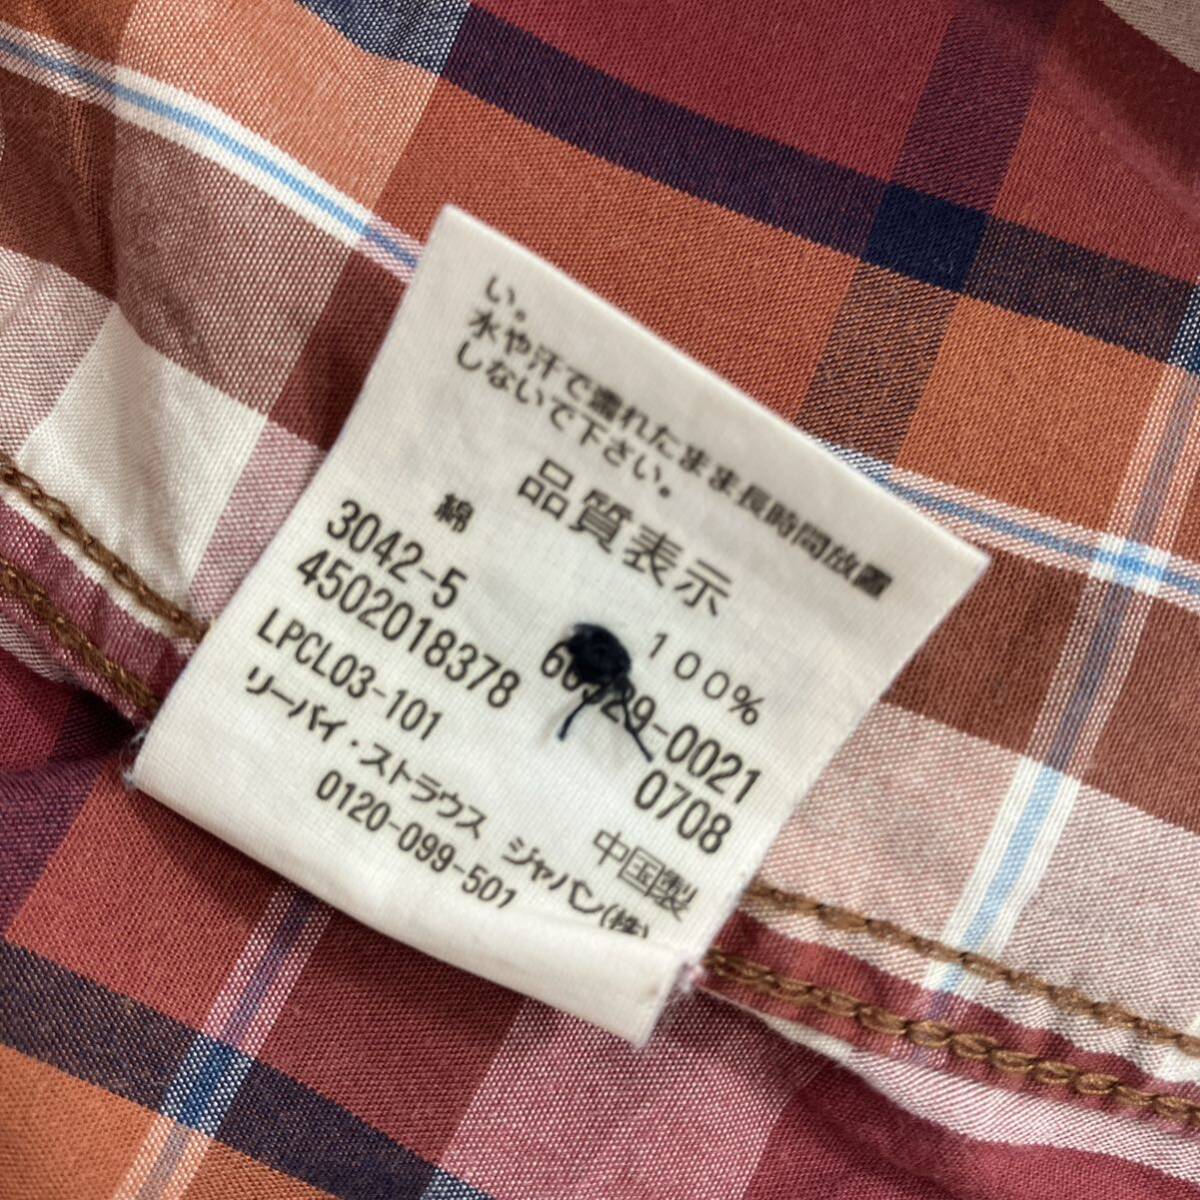 い。
水や汗で濡れたまま長時間放置
しないで下さい。
品質表示
綿 100%
3042-5 -0021
4502018378 0708
LPCL03-101 中国製
リーバイ・ストラウス ジャパン(株)
0120-099-501